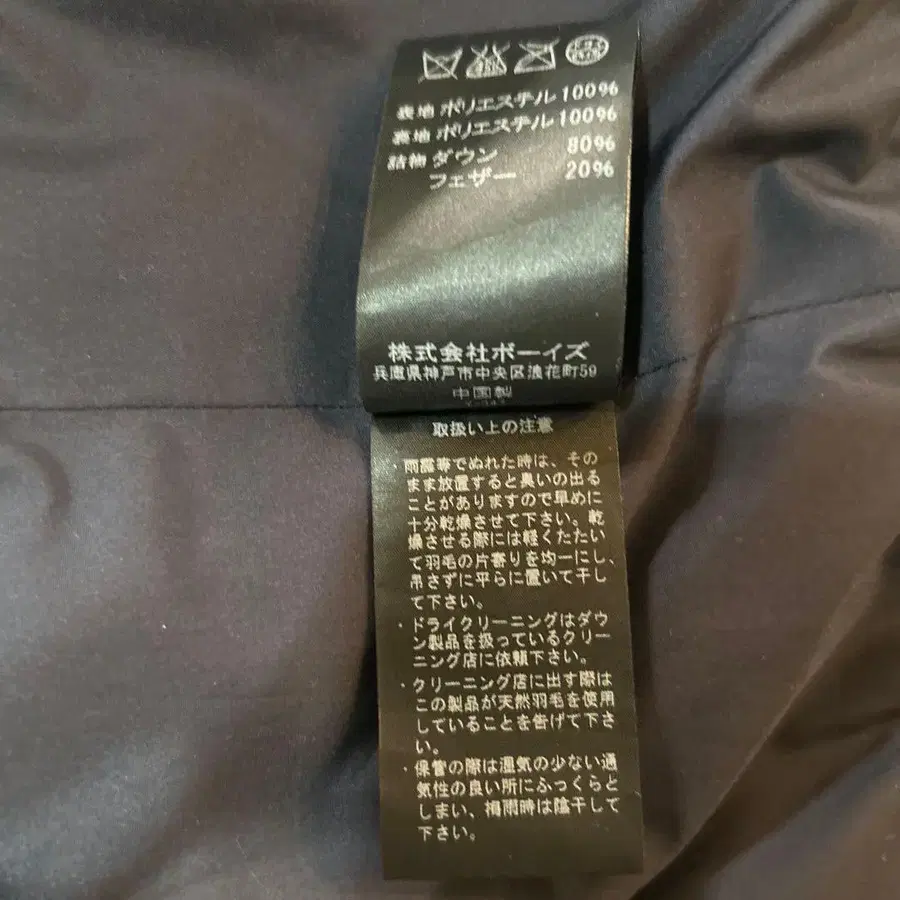 表地 ポリエステル 100%
裏地 ポリエステル 100%
詰物 ダウン 80%
フェザー 20%
株式会社ボーイズ
兵庫県神戸市中央区浪花町59
中国製
取扱い上の注意
・雨露等でぬれた時は、その
まま放置すると臭いの出る
ことがありますので早めに
十分乾燥させて下さい。乾
燥させる際には軽くたたい
て羽毛の片寄りを均一にし、
吊さずに平らに置いて干し
て下さい。
・ドライクリーニングはダウ
ン製品を扱っているクリー
ニング店に依頼下さい。
・クリーニング店に出す際は
この製品が天然羽毛を使用
していることを告げて下さ
い。
・保管の際は湿気の少ない通
気性の良い所にふっくらと
しまい、梅雨時は陰干して
下さい。